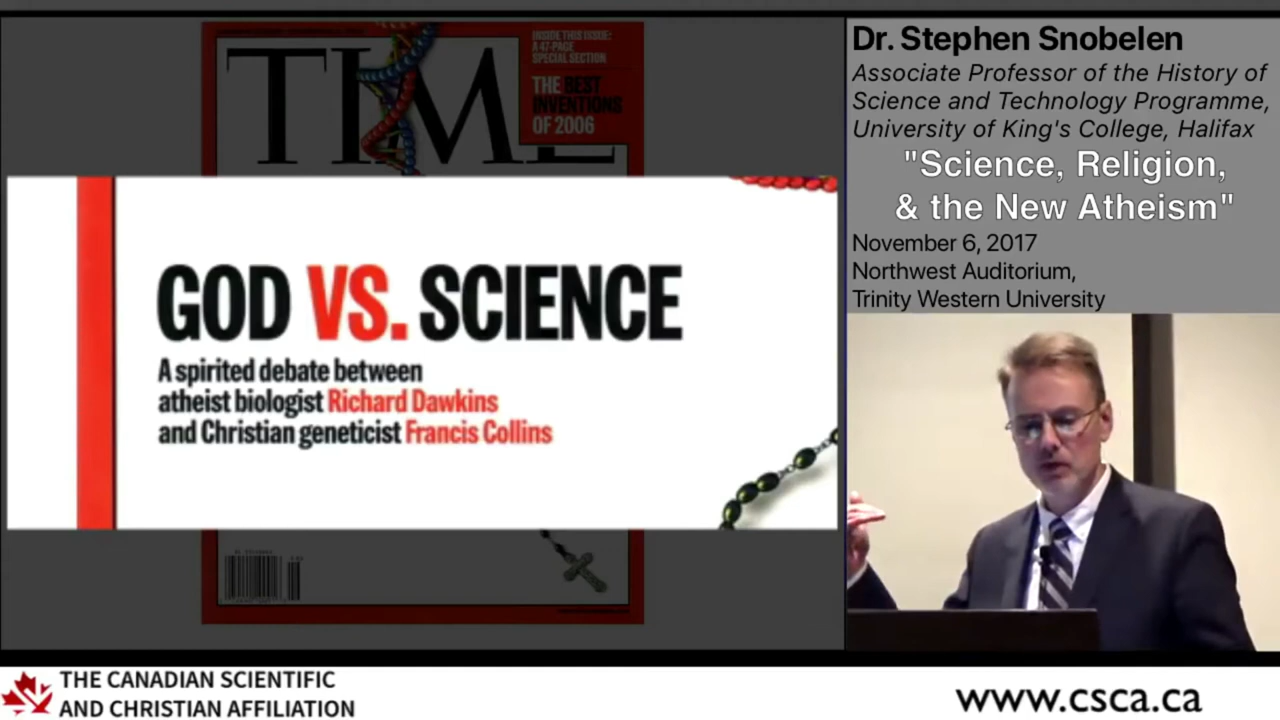 TIME
INSIDE THIS ISSUE:
A 47-PAGE
SPECIAL SECTION
THE BEST
INVENTIONS
OF 2006
GOD VS. SCIENCE
A spirited debate between
atheist biologist Richard Dawkins
and Christian geneticist Francis Collins
Dr. Stephen Snobelen
Associate Professor of the History of
Science and Technology Programme,
University of King's College, Halifax
"Science, Religion,
& the New Atheism"
November 6, 2017
Northwest Auditorium,
Trinity Western University
THE CANADIAN SCIENTIFIC
AND CHRISTIAN AFFILIATION
www.csca.ca